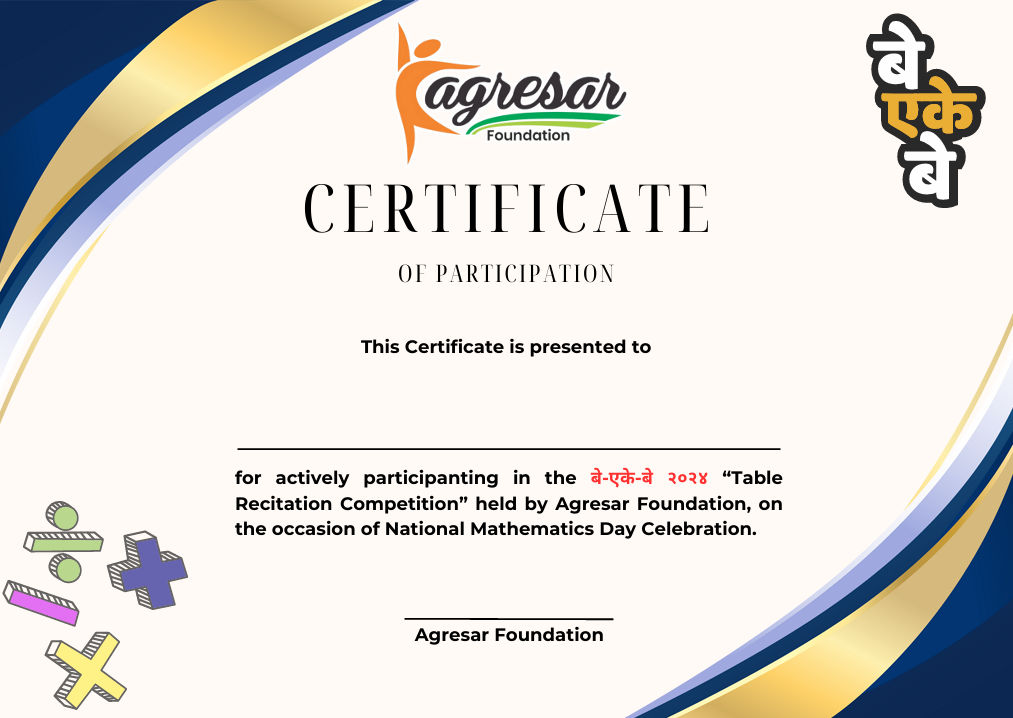 agresar
Foundation
बे
एके
बे
CERTIFICATE
OF PARTICIPATION
This Certificate is presented to
for actively participanting in the बे-एके-बे २०२४ “Table
Recitation Competition” held by Agresar Foundation, on
the occasion of National Mathematics Day Celebration.
Agresar Foundation